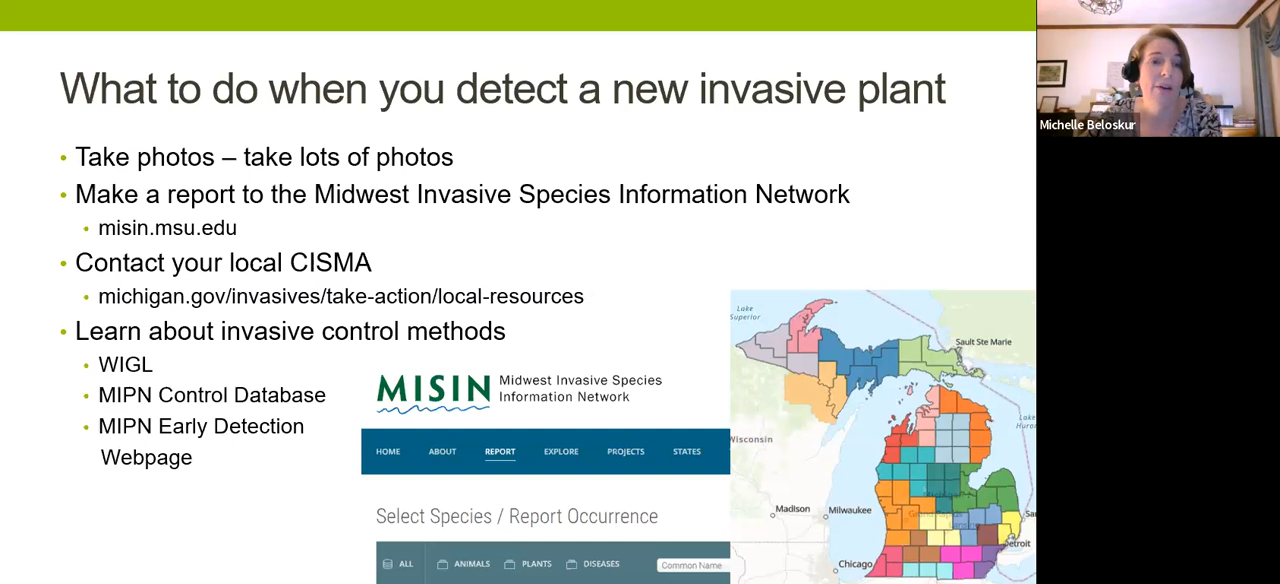 What to do when you detect a new invasive plant
• Take photos – take lots of photos
• Make a report to the Midwest Invasive Species Information Network
• misin.msu.edu
• Contact your local CISMA
• michigan.gov/invasives/take-action/local-resources
• Learn about invasive control methods
• WIGL
• MIPN Control Database
• MIPN Early Detection
Webpage
MISIN Midwest Invasive Species
Information Network
HOME ABOUT REPORT EXPLORE PROJECTS STATES
Select Species / Report Occurrence
ALL ANIMALS PLANTS DISEASES Common Name
Lake
Superior
Sault Ste Marie
Lake
Wisconsin
Madison
Milwaukee
Detroit
Chicago
Michelle Beloskur